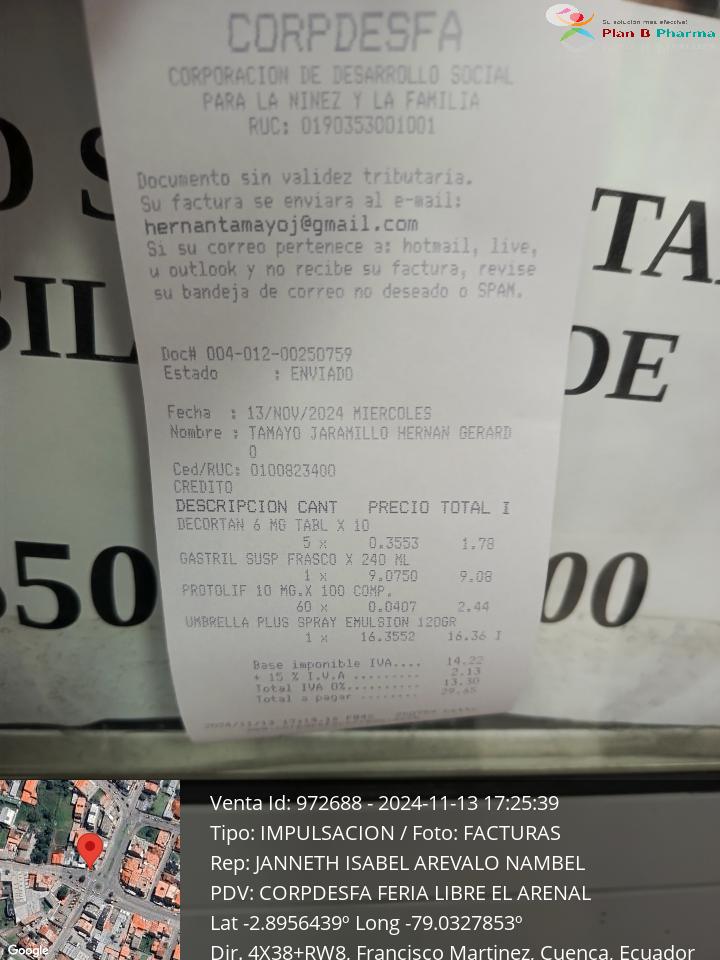 Su solución más efectiva!
Plan B Pharma
CORPDESFA
CORPORACION DE DESARROLLO SOCIAL
PARA LA NINEZ Y LA FAMILIA
RUC: 0190353001001
Documento sin validez tributaria.
Su factura se enviara al e-mail:
hernantamayoj@gmail.com
Si su correo pertenece a: hotmail, live,
u outlook y no recibe su factura, revise
su bandeja de correo no deseado o SPAM.
Doc# 004-012-00250759
Estado : ENVIADO
Fecha : 13/NOV/2024 MIERCOLES
Nombre : TAMAYO JARAMILLO HERNAN GERARD
O
Ced/RUC: 0100823400
CREDITO
DESCRIPCION CANT PRECIO TOTAL I
DECORTAN 6 MG TABL X 10
5 x 0.3553 1.78
GASTRIL SUSP FRASCO X 240 ML
1 x 9.0750 9.08
PROTOLIF 10 MG.X 100 COMP.
60 x 0.0407 2.44
UMBRELLA PLUS SPRAY EMULSION 120GR
1 x 16.3552 16.36 I
Base imponible IVA.... 14.22
+ 15 % I.V.A ......... 2.13
Total IVA 0%.......... 13.30
Total a pagar ........ 29.65
TA
DE
50
00
Venta Id: 972688 - 2024-11-13 17:25:39
Tipo: IMPULSACION / Foto: FACTURAS
Rep: JANNETH ISABEL AREVALO NAMBEL
PDV: CORPDESFA FERIA LIBRE EL ARENAL
Lat -2.8956439º Long -79.0327853º
Dir. 4X38+RW8, Francisco Martinez, Cuenca, Ecuador
Google